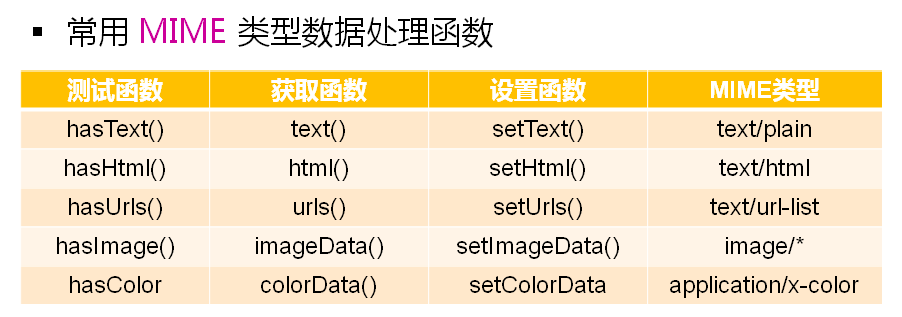 ▪ 常用 MIME 类型数据处理函数
测试函数 获取函数 设置函数 MIME类型
hasText() text() setText() text/plain
hasHtml() html() setHtml() text/html
hasUrls() urls() setUrls() text/url-list
hasImage() imageData() setImageData() image/*
hasColor colorData() setColorData application/x-color